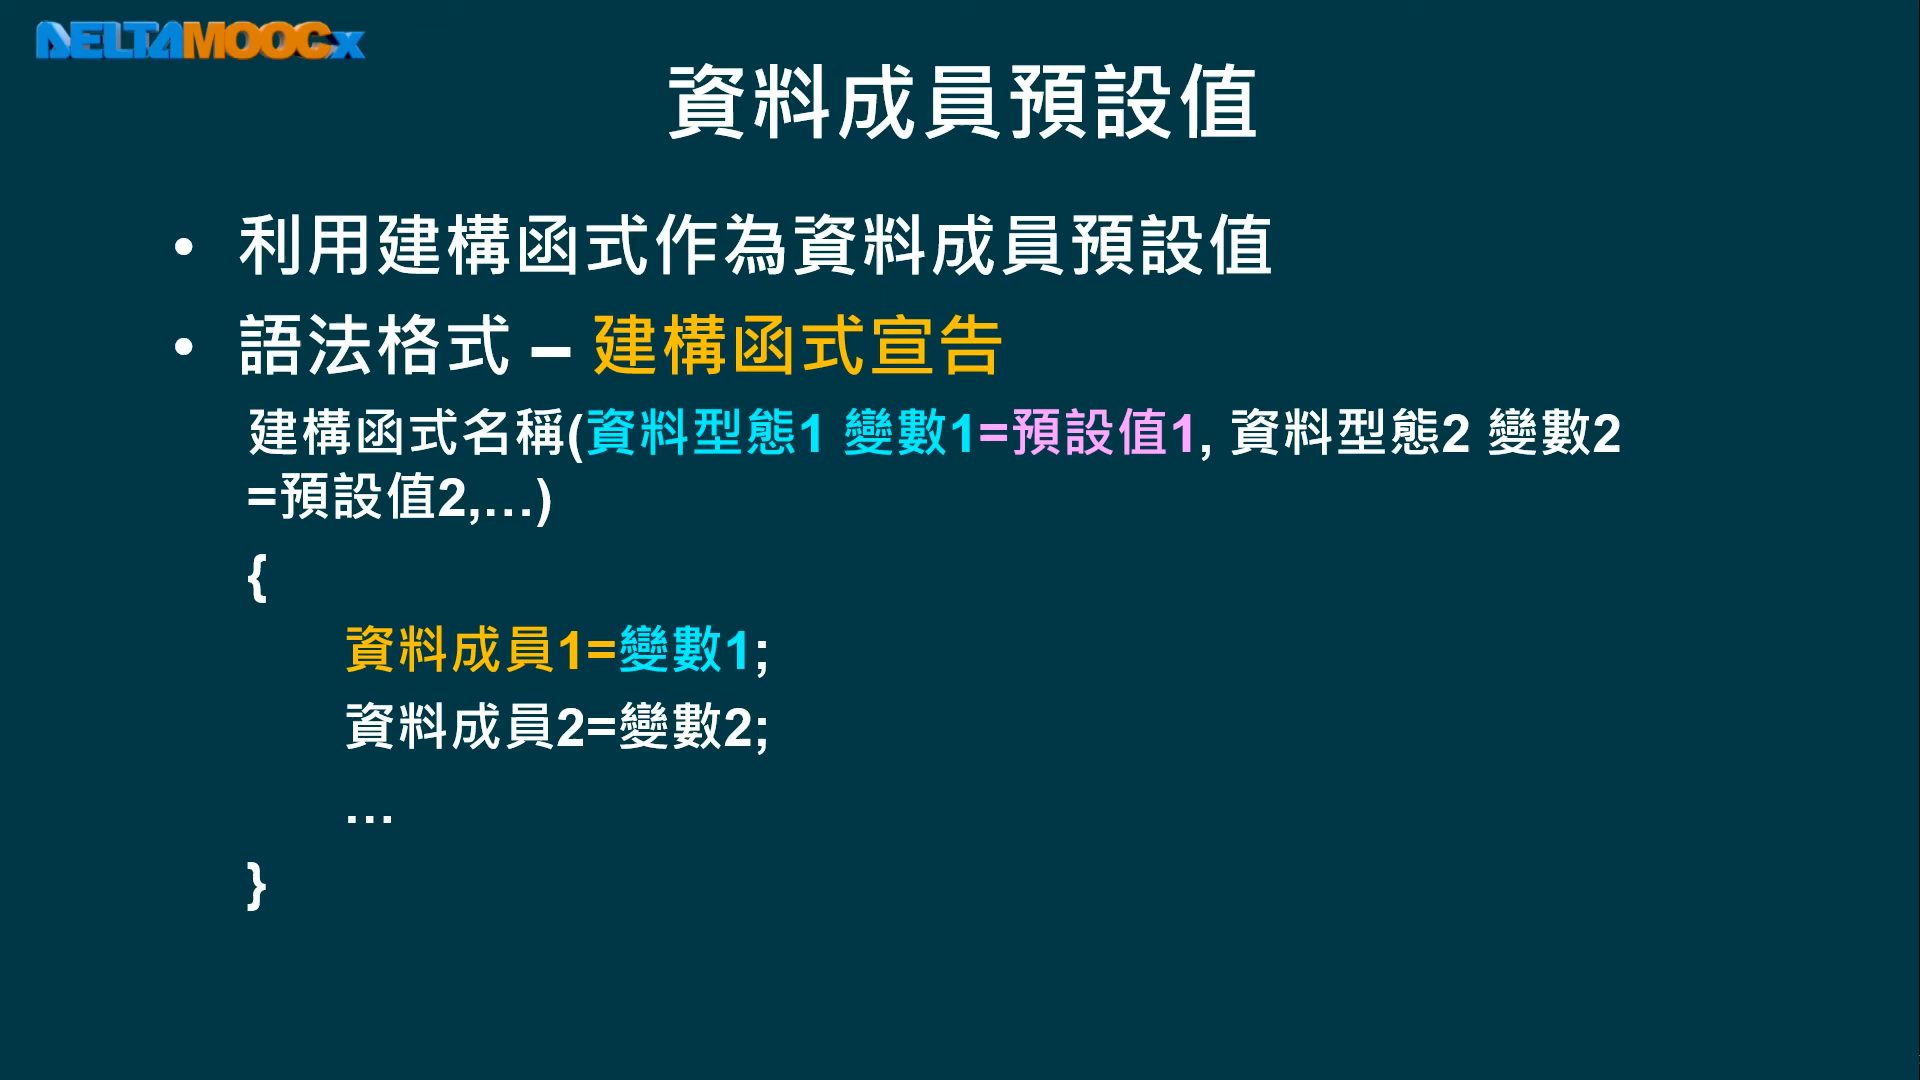 DELTAMOOCx
資料成員預設值
• 利用建構函式作為資料成員預設值
• 語法格式 – 建構函式宣告
建構函式名稱(資料型態1 變數1=預設值1, 資料型態2 變數2
=預設值2,…)
{
資料成員1=變數1;
資料成員2=變數2;
…
}